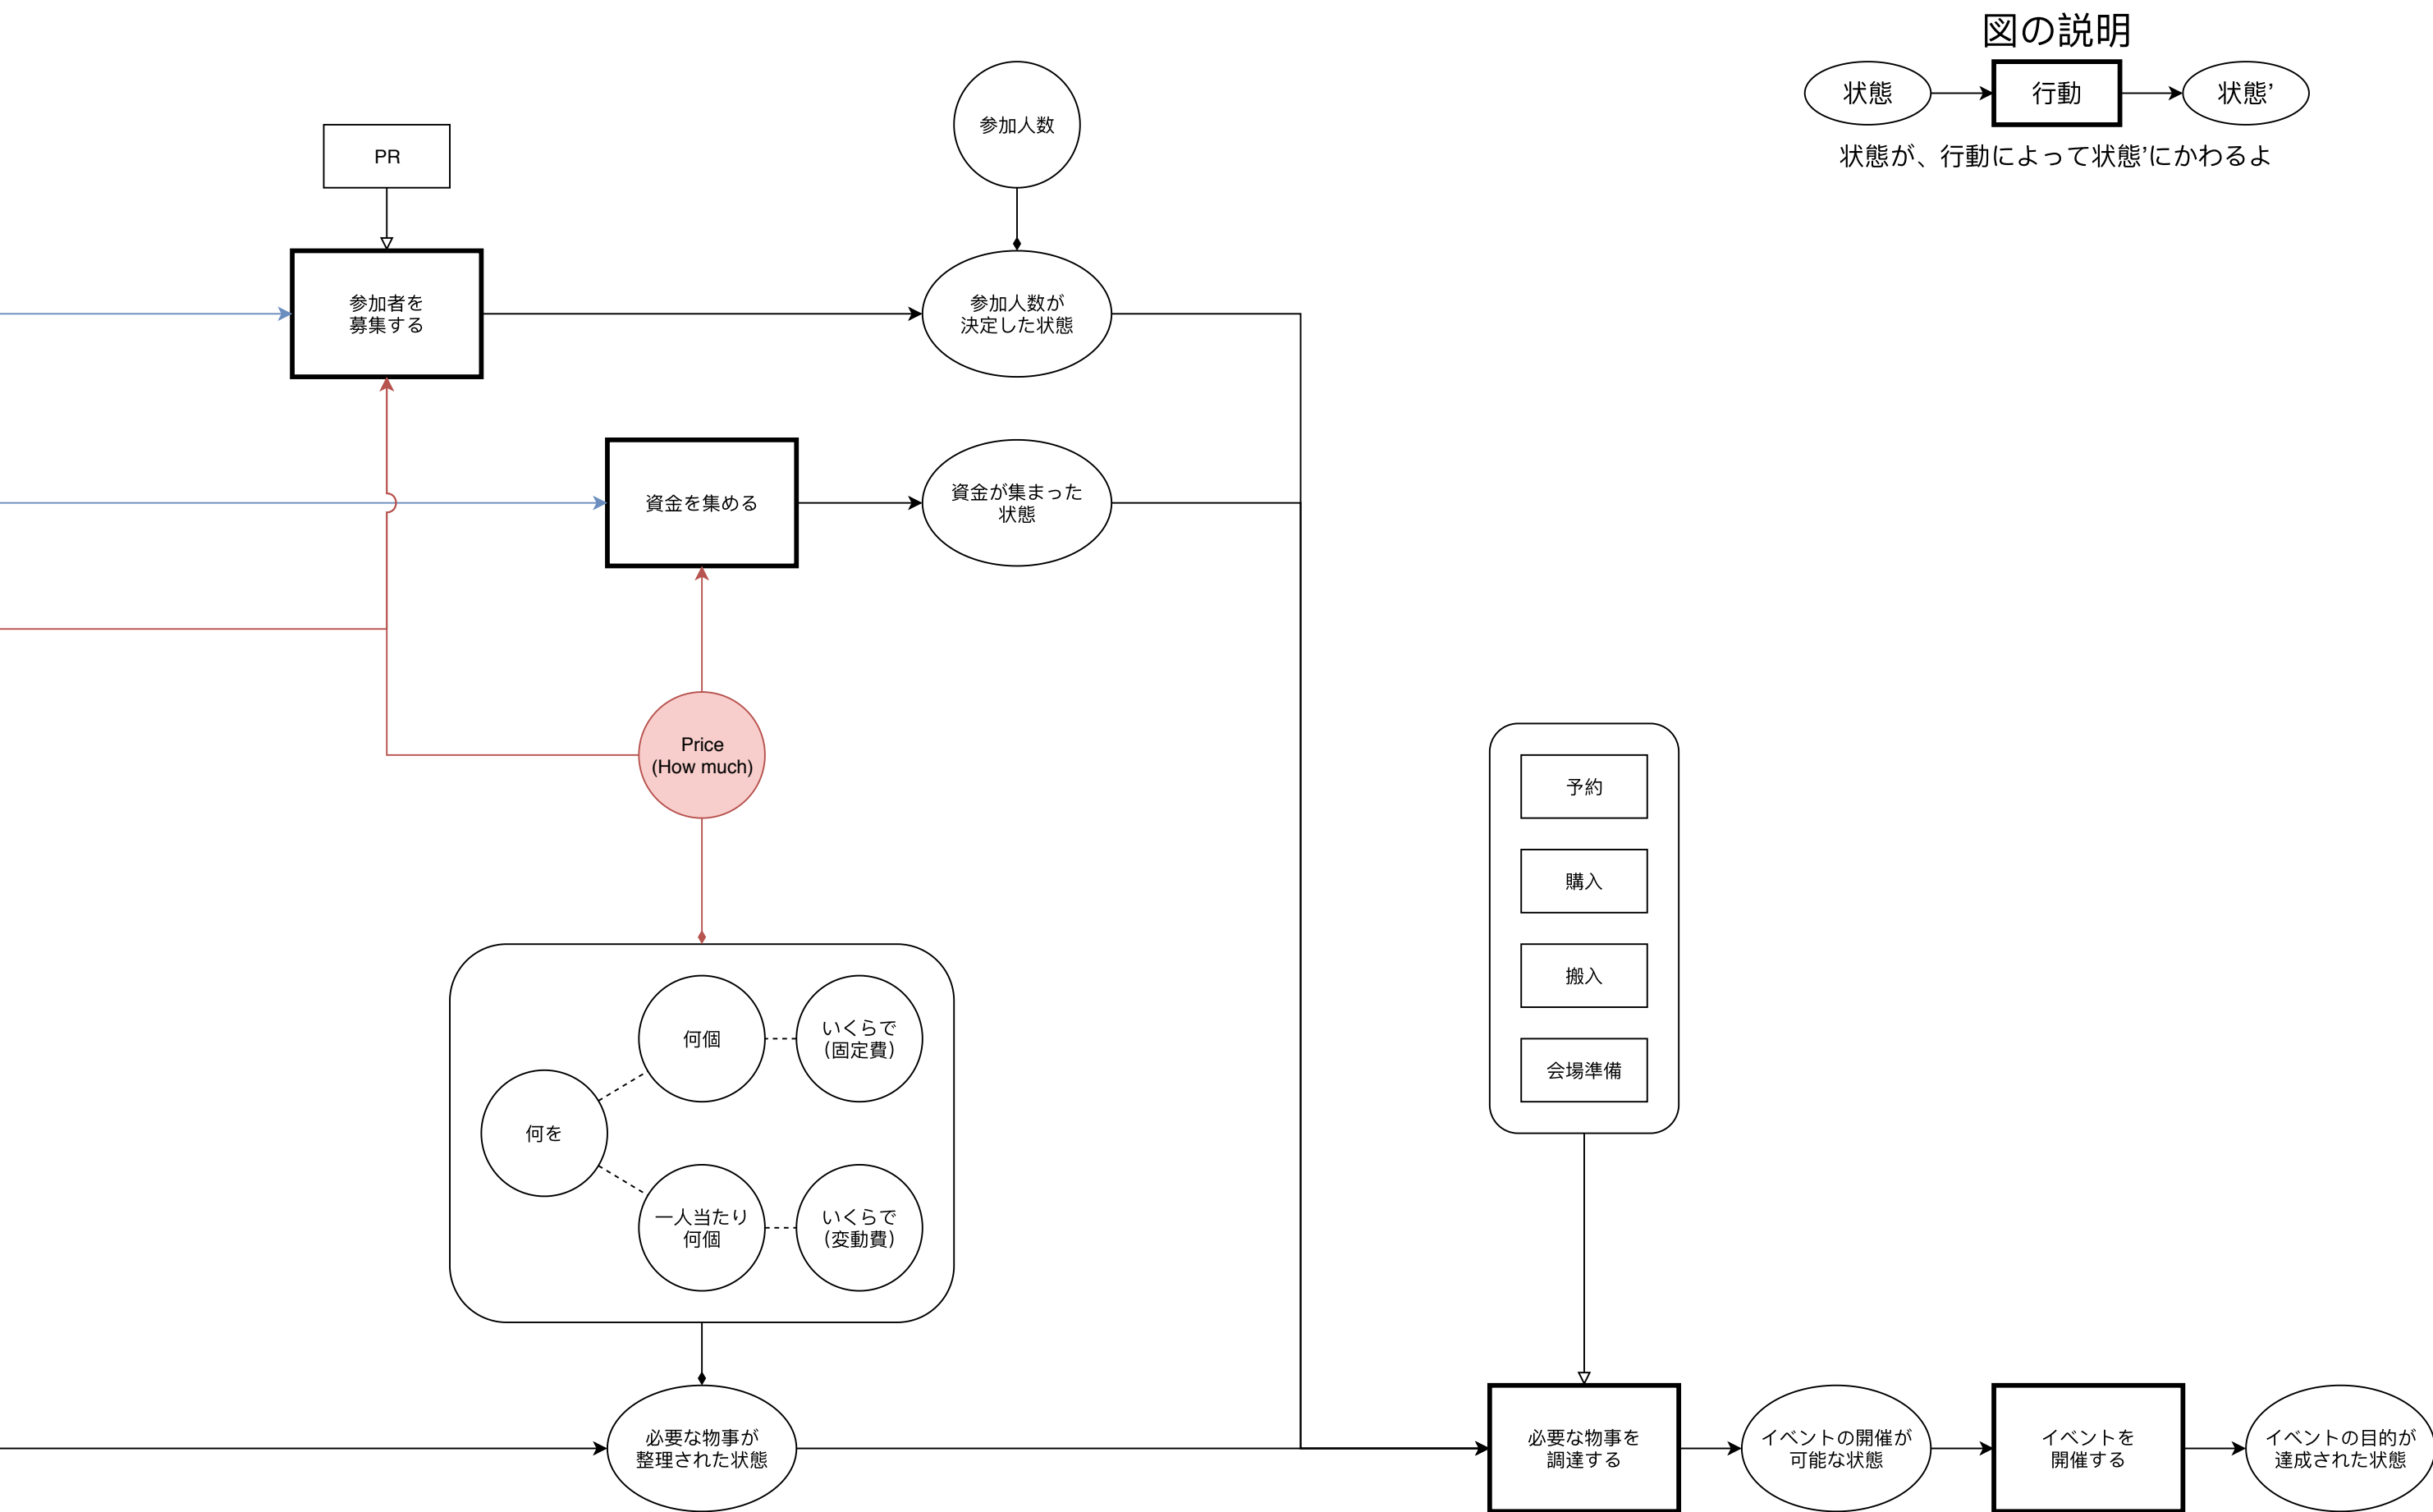 図の説明
状態
行動
状態’
状態が、行動によって状態’にかわるよ
参加人数
PR
参加者を
募集する
参加人数が
決定した状態
資金を集める
資金が集まった
状態
Price
(How much)
予約
購入
搬入
会場準備
何個
いくらで
(固定費)
何を
一人当たり
何個
いくらで
(変動費)
必要な物事が
整理された状態
必要な物事を
調達する
イベントの開催が
可能な状態
イベントを
開催する
イベントの目的が
達成された状態